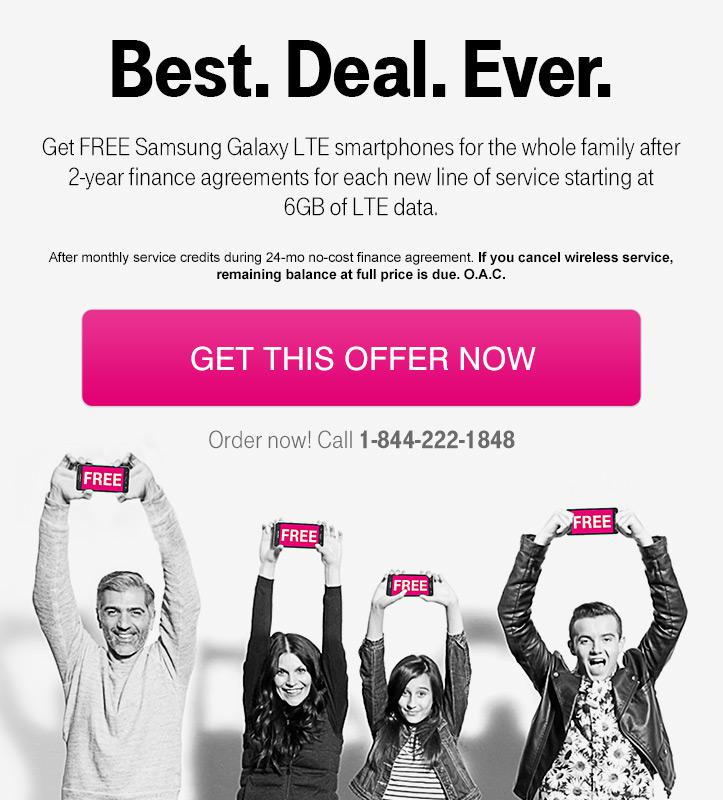 Best. Deal. Ever.
Get FREE Samsung Galaxy LTE smartphones for the whole family after
2-year finance agreements for each new line of service starting at
6GB of LTE data.
After monthly service credits during 24-mo no-cost finance agreement. If you cancel wireless service,
remaining balance at full price is due. O.A.C.
GET THIS OFFER NOW
Order now! Call 1-844-222-1848
FREE
FREE
FREE
FREE